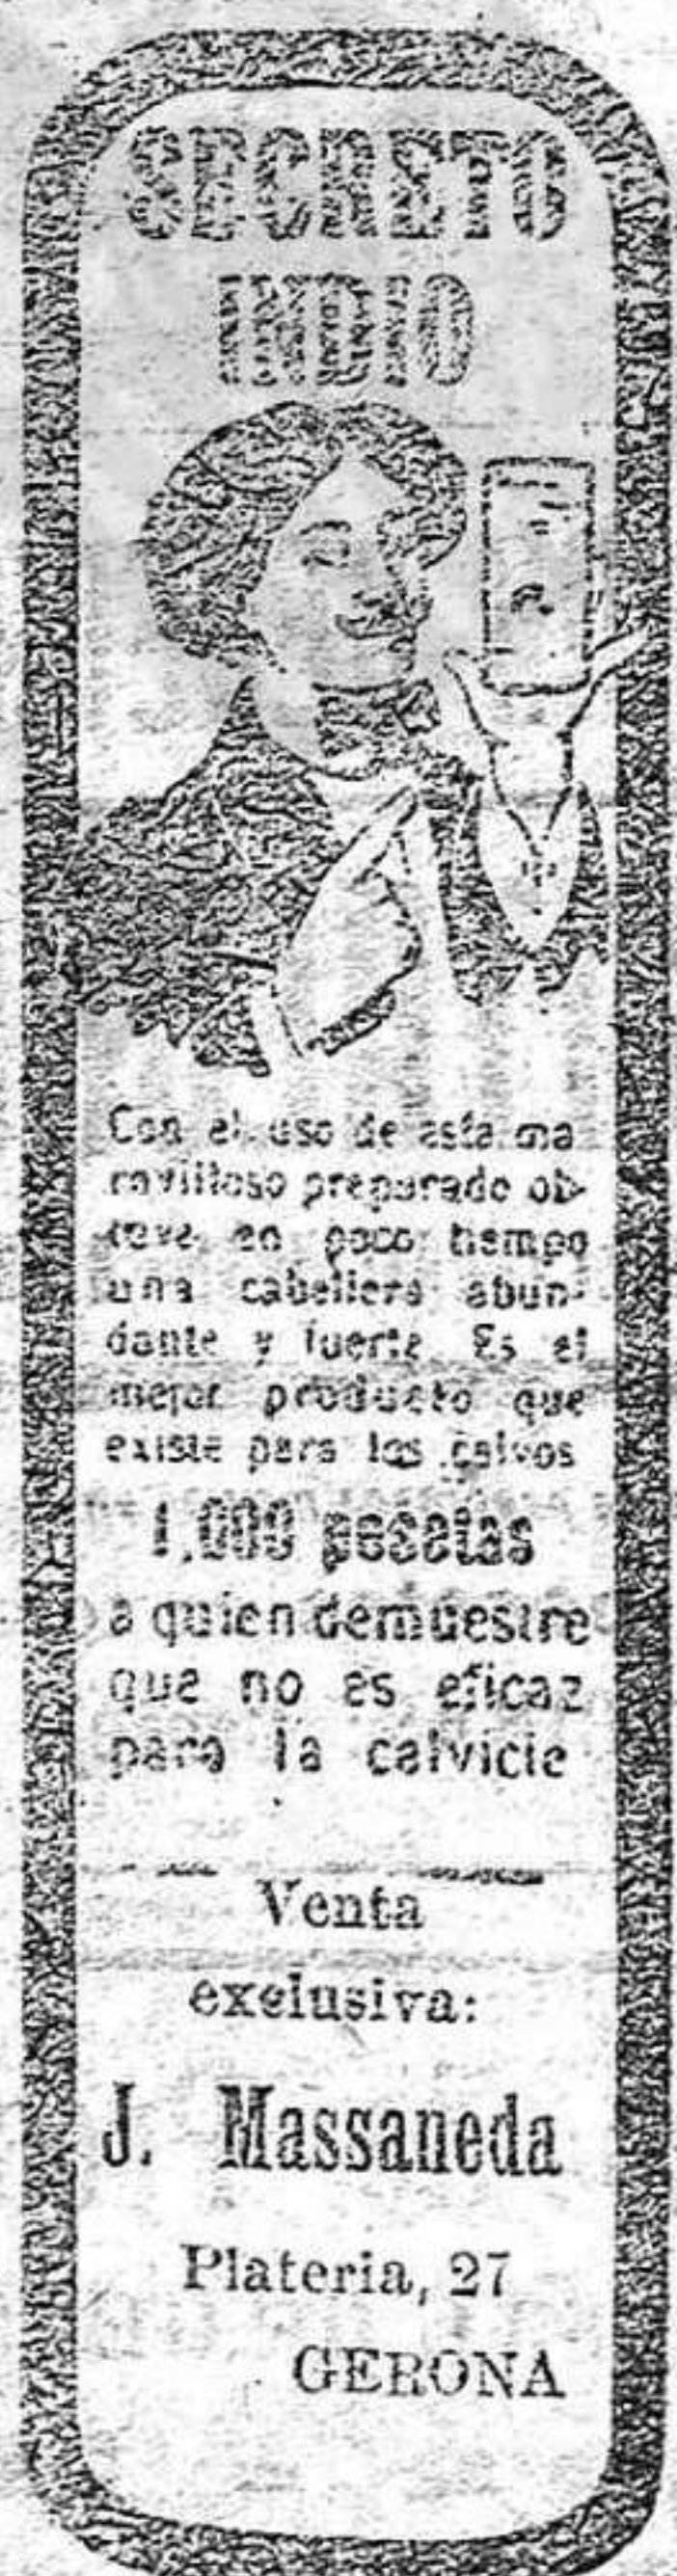 SECRETO
INDIO
Con el uso de este ma
ravilloso preparado ob-
tuve en poco tiempo
una cabellera abun-
dante y fuerte. Es el
mejor producto que
existe para los calvos
1.000 pesetas
a quien demuestre
que no es eficaz
para la calvicie
Venta
exclusiva:
J. Massaneda
Plateria, 27
GERONA